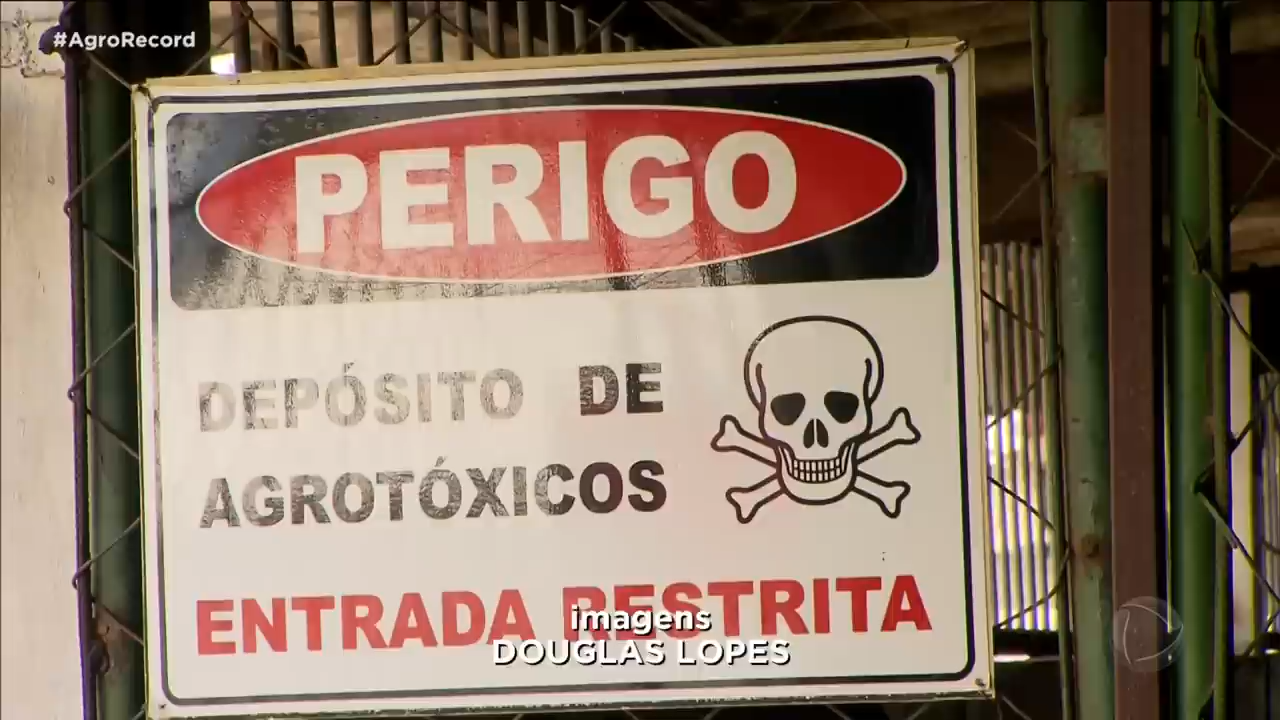 #AgroRecord
PERIGO
DEPÓSITO DE
AGROTÓXICOS
ENTRADA RESTRITA
imagens
DOUGLAS LOPES